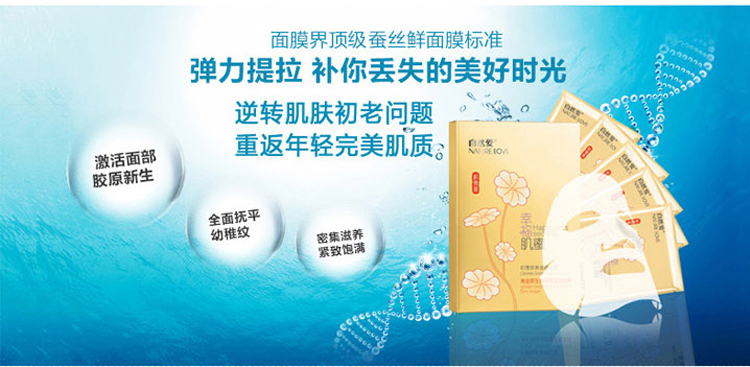 面膜界顶级蚕丝鲜面膜标准
弹力提拉 补你丢失的美好时光
逆转肌肤初老问题
重返年轻完美肌质
激活面部
胶原新生
全面抚平
幼稚纹
密集滋养
紧致饱满
自然爱
NATURE LOVE
幸福
肌蜜